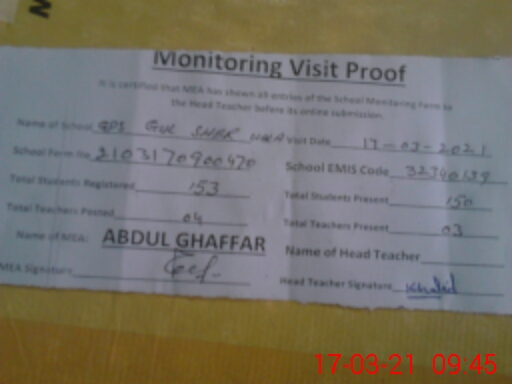 Monitoring Visit Proof
It is certified that MEA has shown all entries of the School Monitoring Form to
the Head Teacher before its online submission.
Name of School GPS Gul Visit Date 17-03-2021
School Form No 2103170900470 School EMIS Code
Total Students Registered 153 Total Students Present 150
Total Teachers Posted 04 Total Teachers Present 03
Name of MEA: ABDUL GHAFFAR Name of Head Teacher
MEA Signature Head Teacher Signature Khalid
17-03-21 09:45